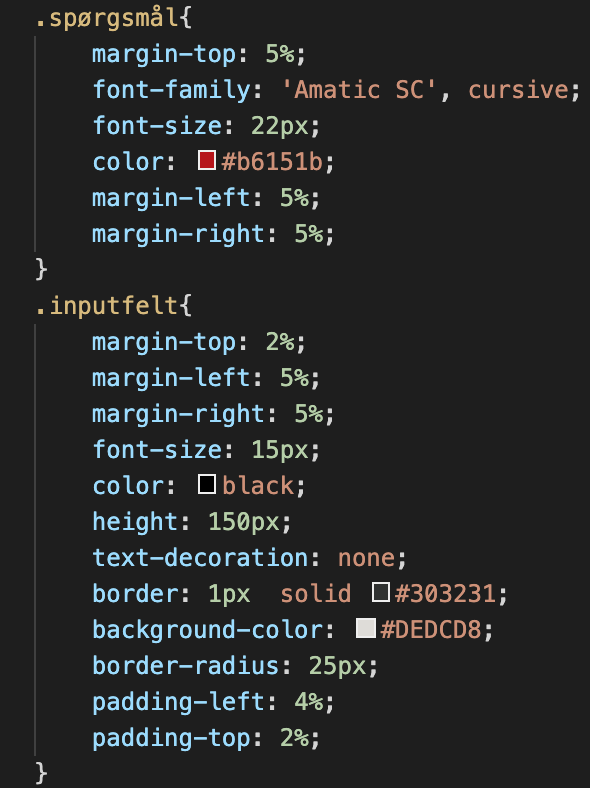 .spørgsmål{
    margin-top: 5%;
    font-family: 'Amatic SC', cursive;
    font-size: 22px;
    color: #b6151b;
    margin-left: 5%;
    margin-right: 5%;
}
.inputfelt{
    margin-top: 2%;
    margin-left: 5%;
    margin-right: 5%;
    font-size: 15px;
    color: black;
    height: 150px;
    text-decoration: none;
    border: 1px  solid #303231;
    background-color: #DEDCD8;
    border-radius: 25px;
    padding-left: 4%;
    padding-top: 2%;
}